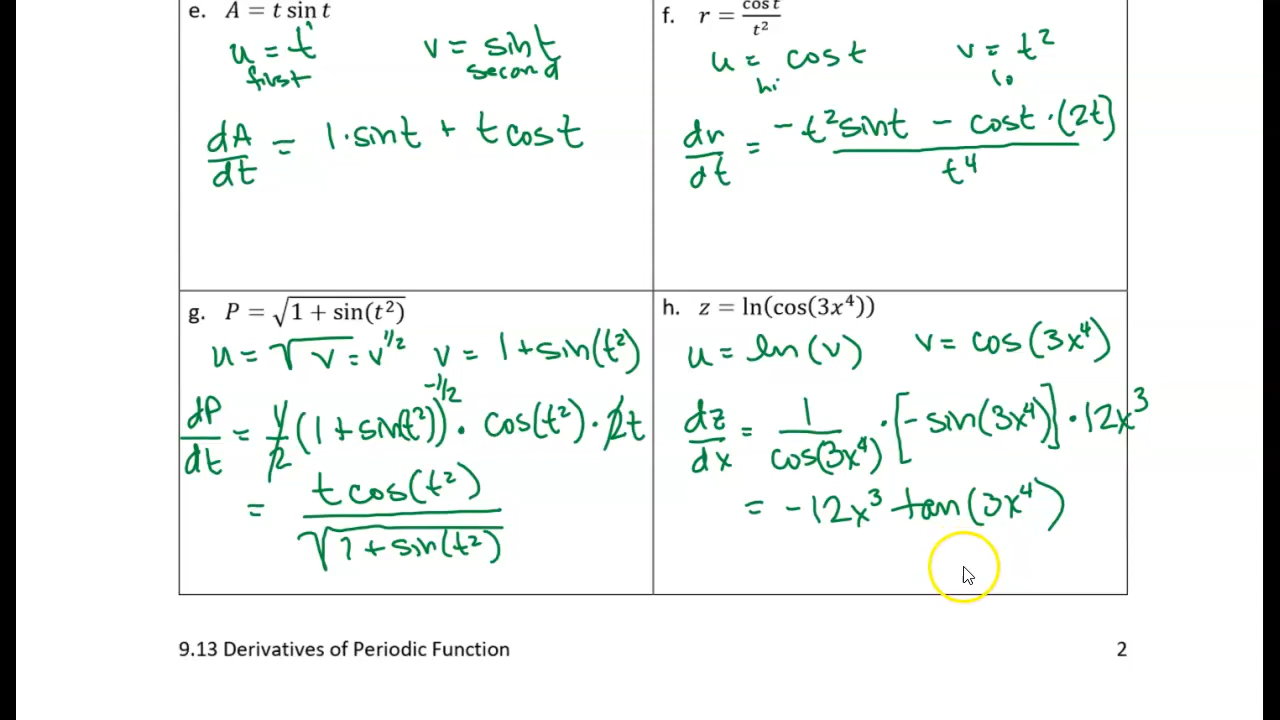 e. A = t sin t
u = t v = sin t
first second
dA/dt = 1·sin t + t cos t
f. r = cos t/t²
u = cos t v = t²
hi lo
dr/dt = -t² sin t - cos t·(2t)/t⁴
g. P = √1 + sin(t²)
u = √v = v^1/2 v = 1 + sin(t²)
dP/dt = 1/2 (1 + sin(t²))^-1/2 · cos(t²) · 2t
= t cos(t²)/√1 + sin(t²)
h. z = ln(cos(3x⁴))
u = ln(v) v = cos(3x⁴)
dz/dx = 1/cos(3x⁴) · [-sin(3x⁴)] · 12x³
= -12x³ tan(3x⁴)
9.13 Derivatives of Periodic Function 2